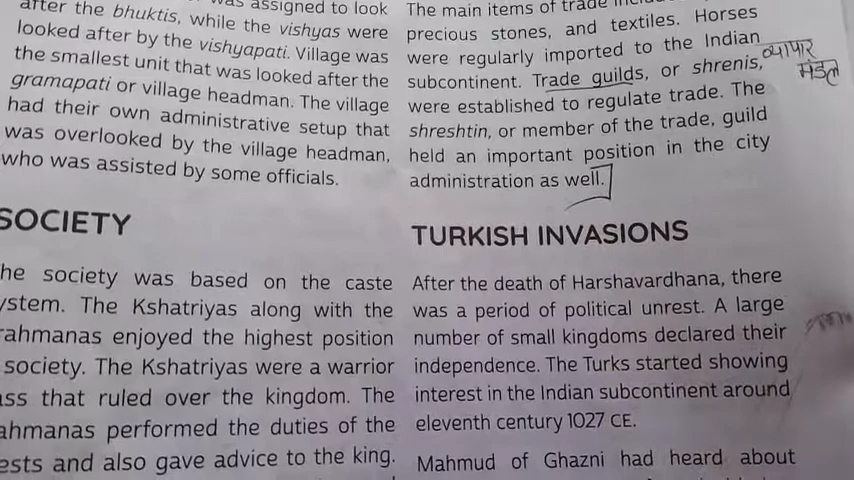 after the bhuktis, while the vishyas were
looked after by the vishyapati. Village was
the smallest unit that was looked after the
gramapati or village headman. The village
had their own administrative setup that
was overlooked by the village headman,
who was assisted by some officials.
SOCIETY
he society was based on the caste
ystem. The Kshatriyas along with the
rahmanas enjoyed the highest position
society. The Kshatriyas were a warrior
ass that ruled over the kingdom. The
ahmanas performed the duties of the
ests and also gave advice to the king.
The main items of trade
precious stones, and textiles. Horses
were regularly imported to the Indian
subcontinent. Trade guilds, or shrenis,
व्यापार
मंडल
were established to regulate trade. The
shreshtin, or member of the trade, guild
held an important position in the city
administration as well.
TURKISH INVASIONS
After the death of Harshavardhana, there
was a period of political unrest. A large
number of small kingdoms declared their
independence. The Turks started showing
interest in the Indian subcontinent around
eleventh century 1027 CE.
Mahmud of Ghazni had heard about